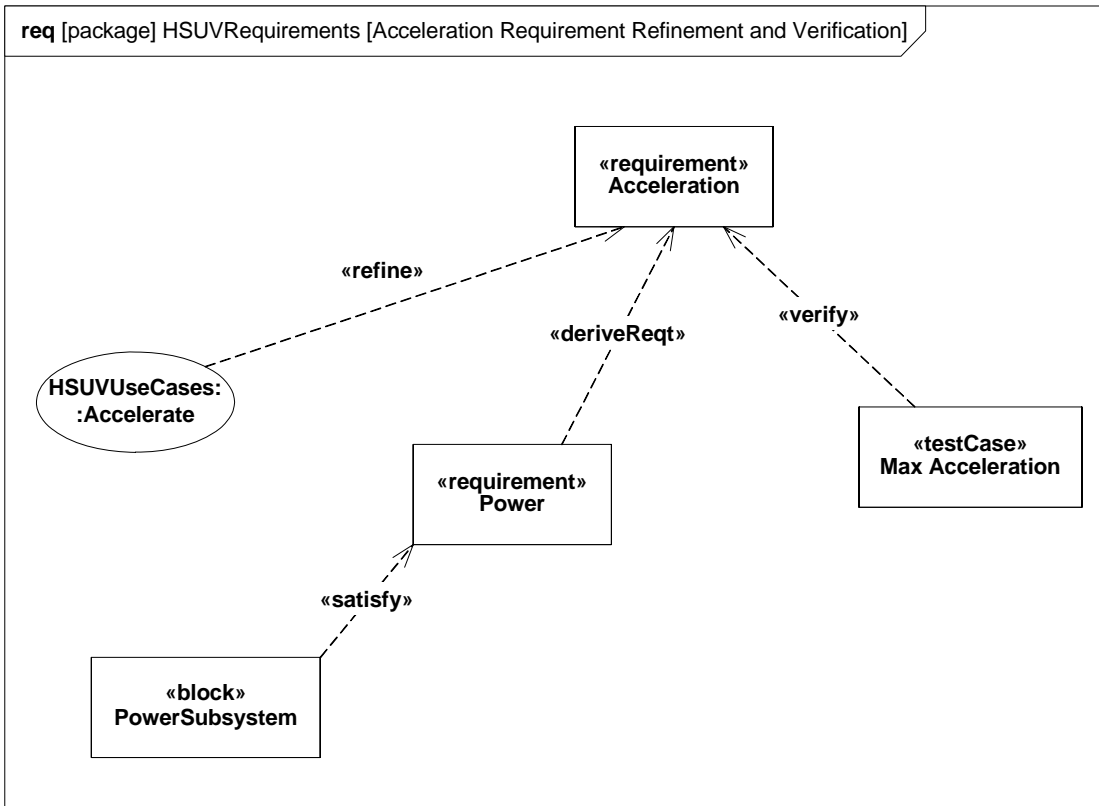 req [package] HSUVRequirements [Acceleration Requirement Refinement and Verification]
«requirement»
Acceleration
«refine»
«deriveReqt»
«verify»
HSUVUseCases:
:Accelerate
«requirement»
Power
«testCase»
Max Acceleration
«satisfy»
«block»
PowerSubsystem